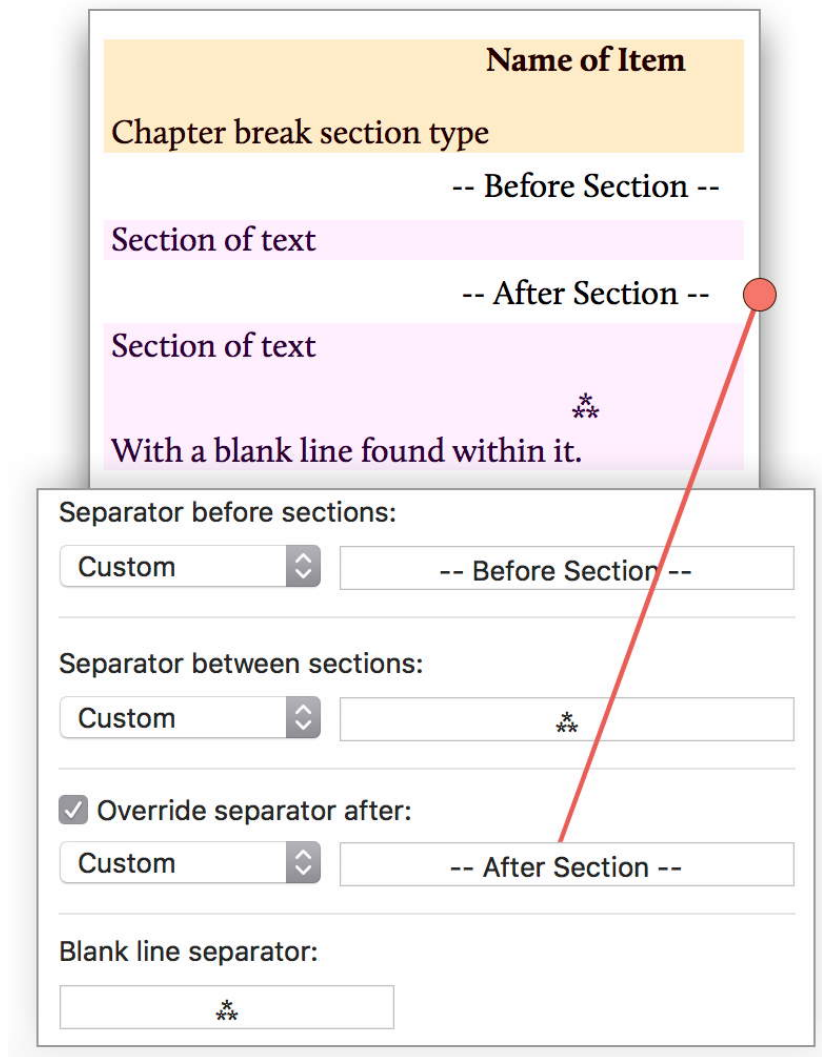 Name of Item
Chapter break section type
-- Before Section --
Section of text
-- After Section --
Section of text
⁂
With a blank line found within it.
Separator before sections:
Custom -- Before Section --
Separator between sections:
Custom ⁂
Override separator after:
Custom -- After Section --
Blank line separator:
⁂